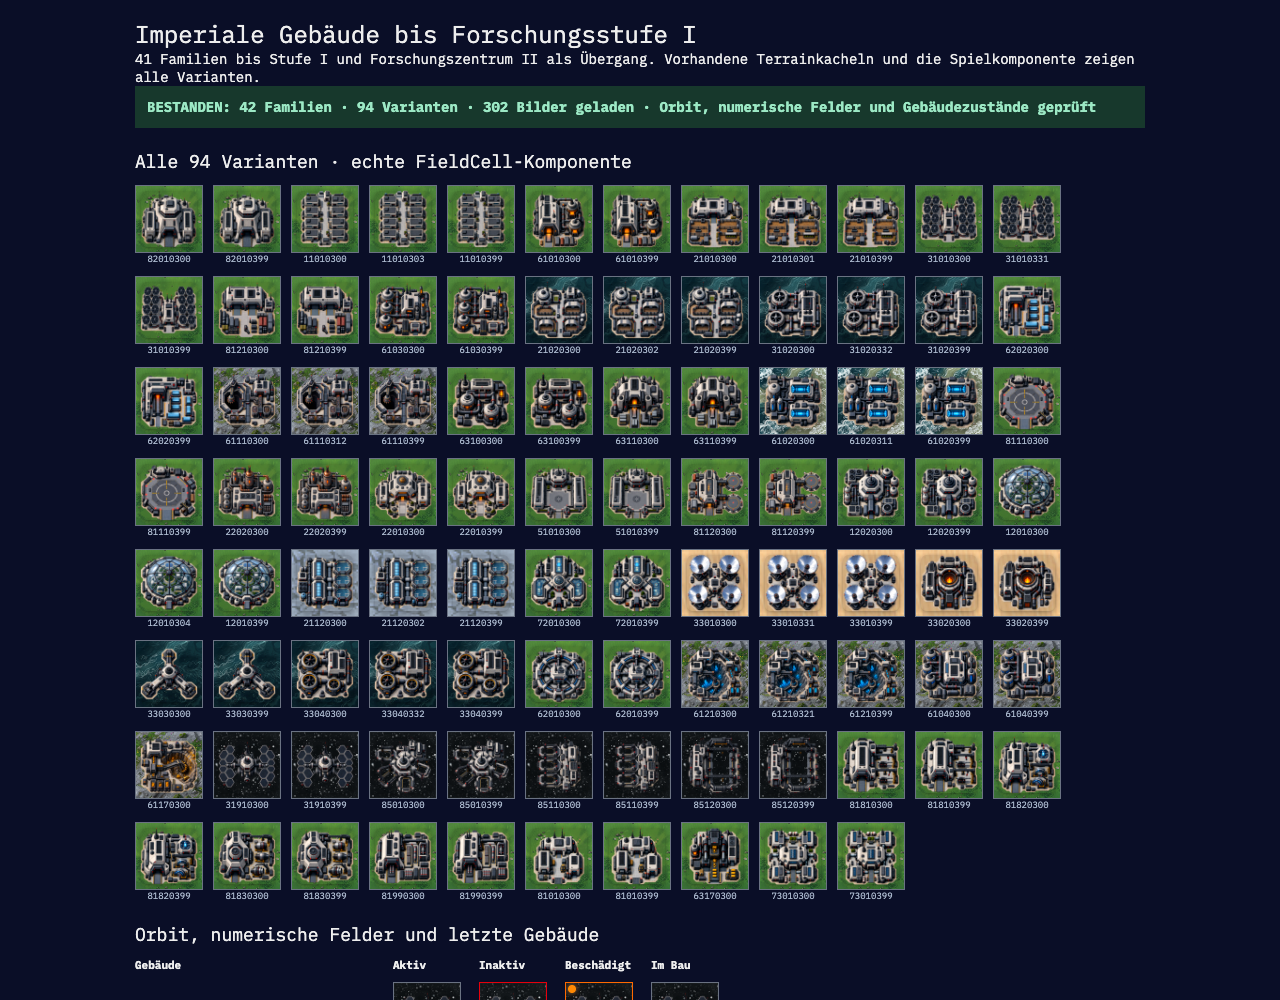 Imperiale Gebäude bis Forschungsstufe I
41 Familien bis Stufe I und Forschungszentrum II als Übergang. Vorhandene Terrainkacheln und die Spielkomponente zeigen
alle Varianten.
BESTANDEN: 42 Familien · 94 Varianten · 302 Bilder geladen · Orbit, numerische Felder und Gebäudezustände geprüft
Alle 94 Varianten · echte FieldCell-Komponente
82010300 82010399 11010300 11010303 11010399 61010300 61010399 21010300 21010301 21010399 31010300 31010331
31010399 81210300 81210399 61030300 61030399 21020300 21020302 21020399 31020300 31020332 31020399 62020300
62020399 61110300 61110312 61110399 63100300 63100399 63110300 63110399 61020300 61020311 61020399 81110300
81110399 22020300 22020399 22010300 22010399 51010300 51010399 81120300 81120399 12020300 12020399 12010300
12010304 12010399 21120300 21120302 21120399 72010300 72010399 33010300 33010331 33010399 33020300 33020399
33030300 33030399 33040300 33040332 33040399 62010300 62010399 61210300 61210321 61210399 61040300 61040399
61170300 31910300 31910399 85010300 85010399 85110300 85110399 85120300 85120399 81810300 81810399 81820300
81820399 81830300 81830399 81990300 81990399 81010300 81010399 63170300 73010300 73010399
Orbit, numerische Felder und letzte Gebäude
Gebäude Aktiv Inaktiv Beschädigt Im Bau